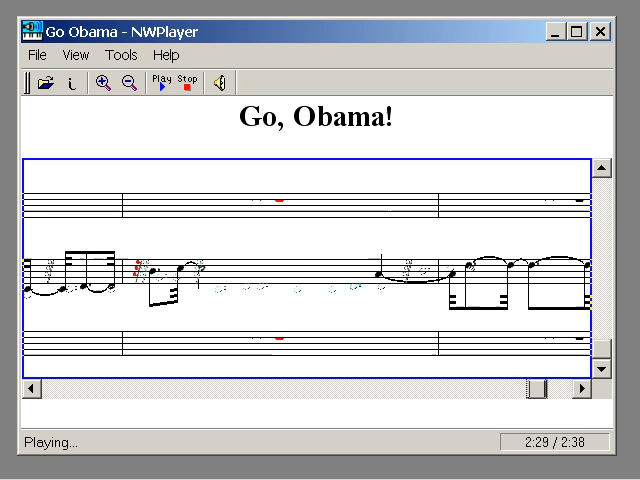 Go Obama - NWPlayer
File View Tools Help
i Play Stop
Go, Obama!
Playing...
2:29 / 2:38